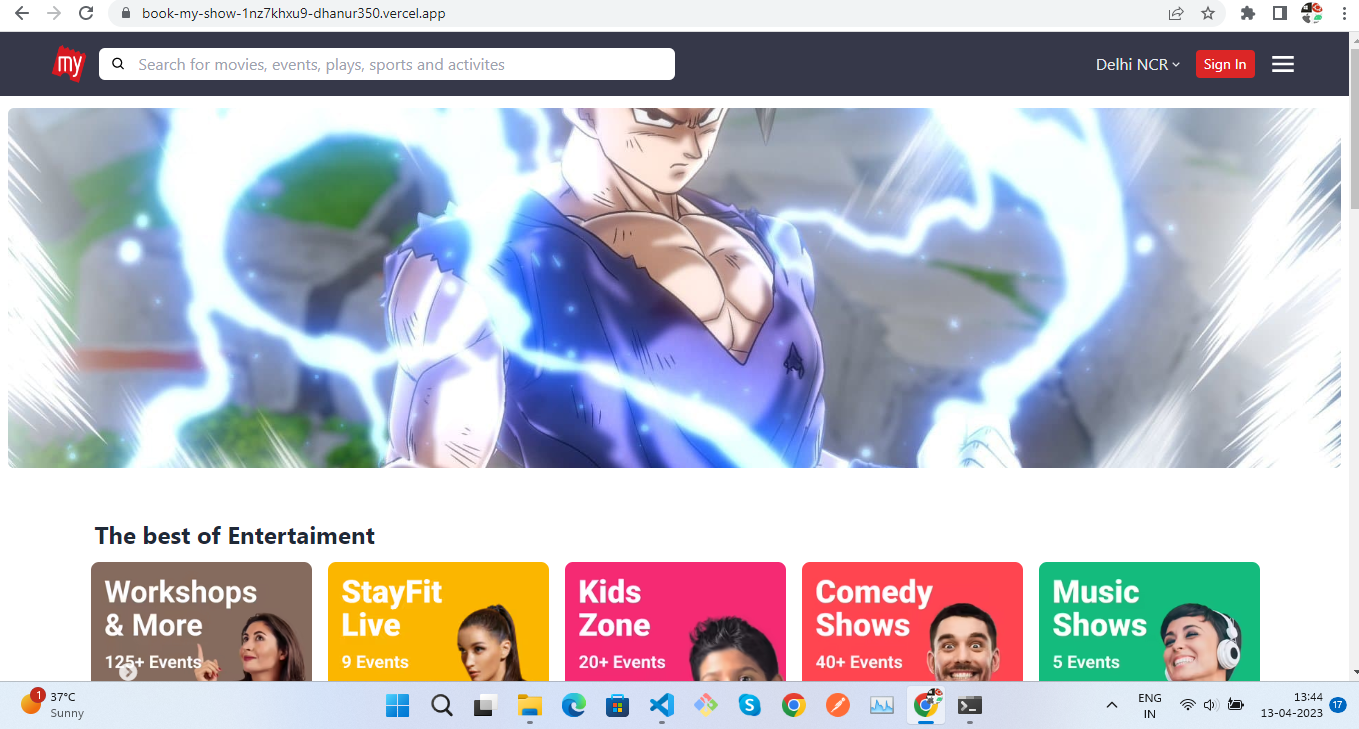 book-my-show-1nz7khxu9-dhanur350.vercel.app
my
Search for movies, events, plays, sports and activites
Delhi NCR
Sign In
The best of Entertaiment
Workshops
& More
125+ Events
StayFit
Live
9 Events
Kids
Zone
20+ Events
Comedy
Shows
40+ Events
Music
Shows
5 Events
1
37°C
Sunny
ENG
IN
13:44
13-04-2023
17